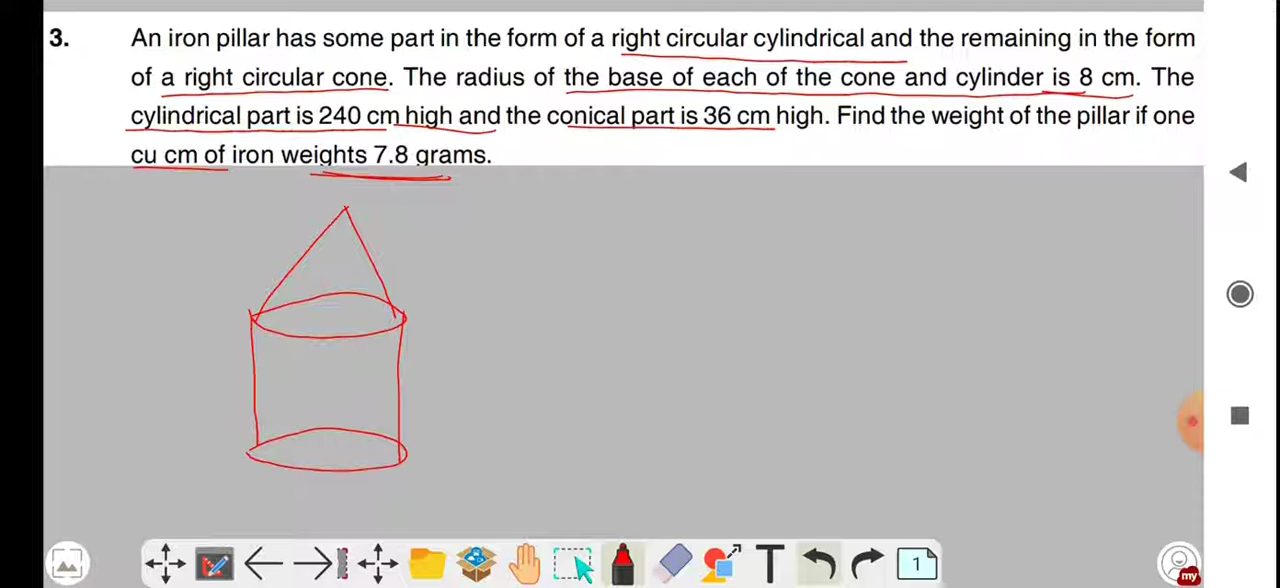 3. An iron pillar has some part in the form of a right circular cylindrical and the remaining in the form
of a right circular cone. The radius of the base of each of the cone and cylinder is 8 cm. The
cylindrical part is 240 cm high and the conical part is 36 cm high. Find the weight of the pillar if one
cu cm of iron weights 7.8 grams.
T
1
my